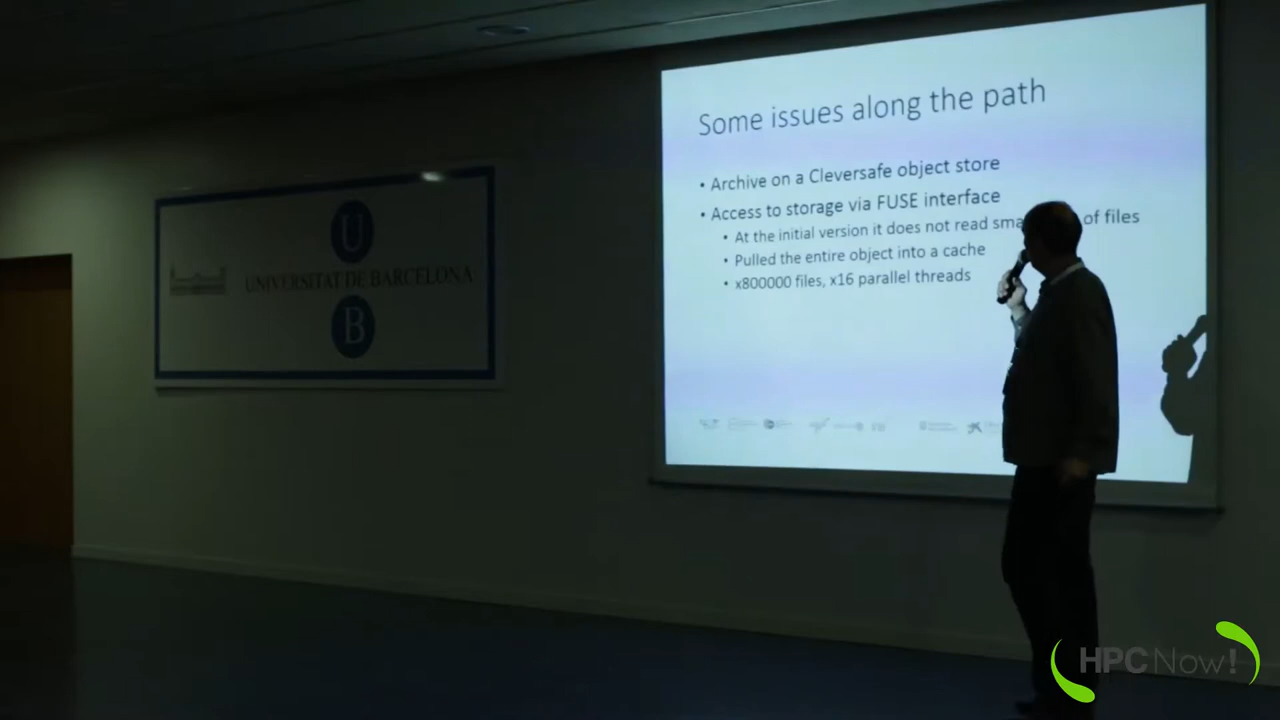 Some issues along the path
• Archive on a Cleversafe object store
• Access to storage via FUSE interface
• At the initial version it does not read of files
• Pulled the entire object into a cache
• x800000 files, x16 parallel threads
U
UNIVERSITAT DE BARCELONA
B
HPCNow!